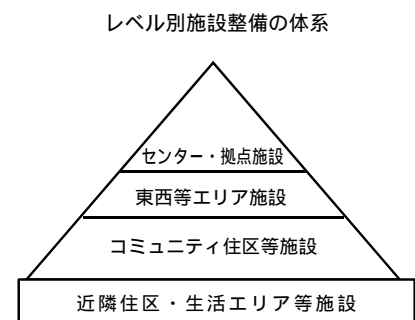 レベル別施設整備の体系
センター・拠点施設
東西等エリア施設
コミュニティ住区等施設
近隣住区・生活エリア等施設